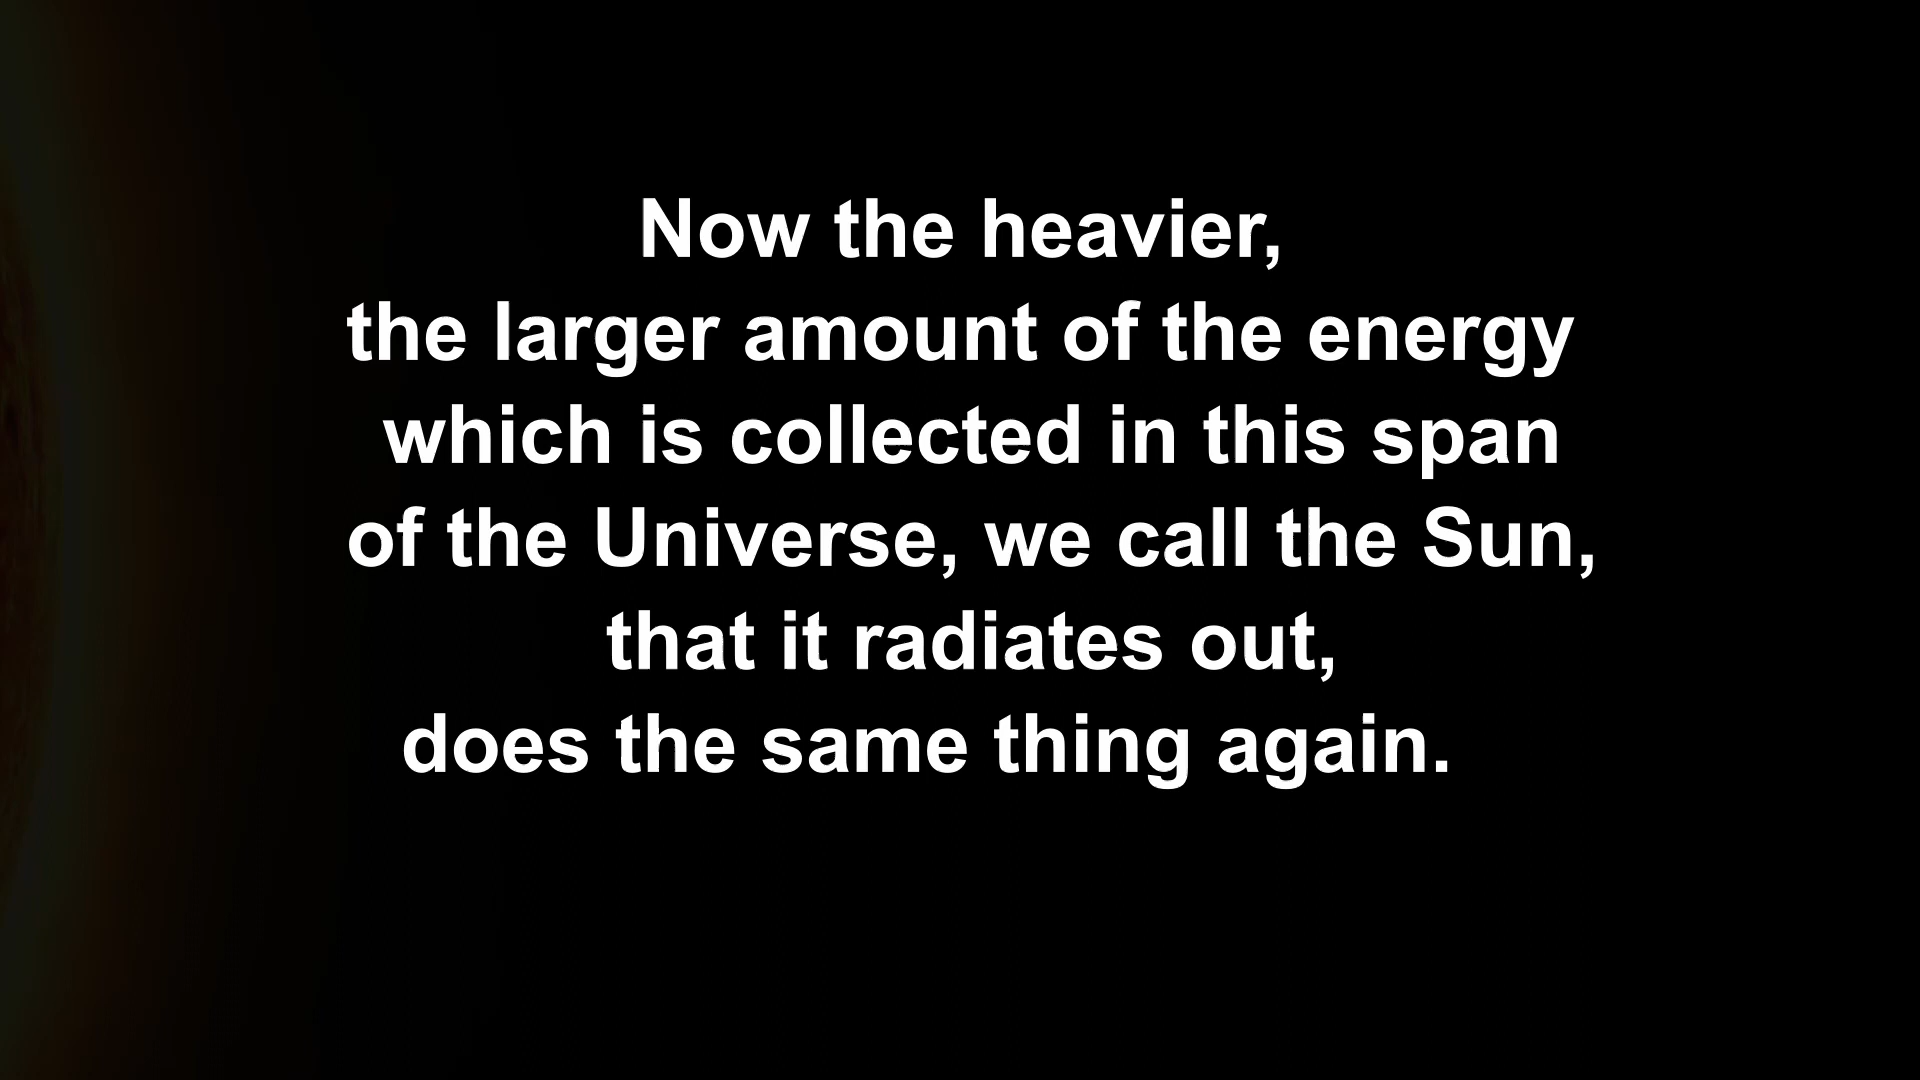 Now the heavier,
the larger amount of the energy
which is collected in this span
of the Universe, we call the Sun,
that it radiates out,
does the same thing again.